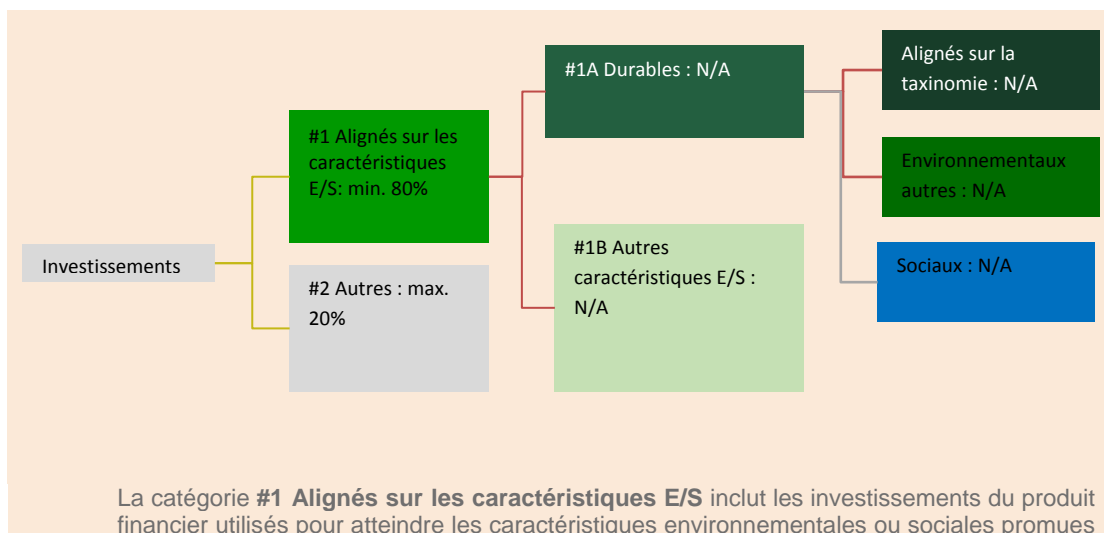 Investissements
#1 Alignés sur les
caractéristiques
E/S: min. 80%
#2 Autres : max.
20%
#1A Durables : N/A
#1B Autres
caractéristiques E/S :
N/A
Alignés sur la
taxinomie : N/A
Environnementaux
autres : N/A
Sociaux : N/A
La catégorie #1 Alignés sur les caractéristiques E/S inclut les investissements du produit
financier utilisés pour atteindre les caractéristiques environnementales ou sociales promues